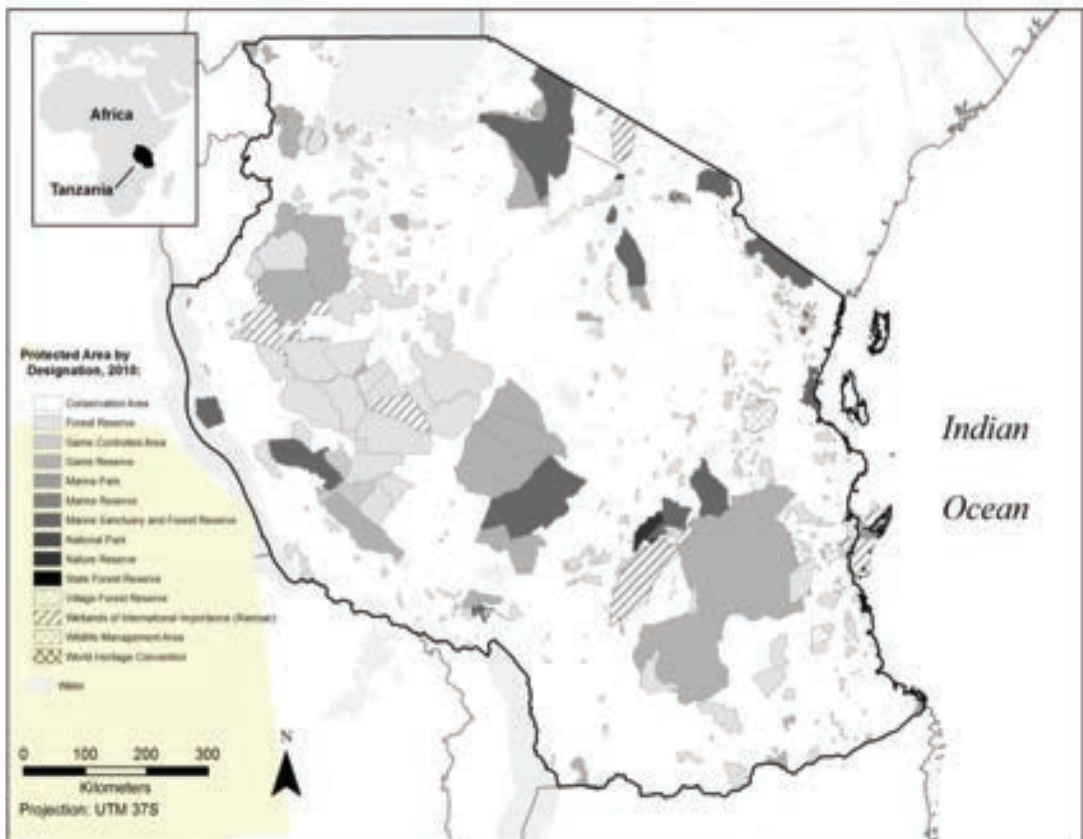 Africa
Tanzania
Protected Area by
Designation, 2010:
Conservation Area
Forest Reserve
Game Controlled Area
Game Reserve
Marine Park
Marine Reserve
Marine Sanctuary and Forest Reserve
National Park
Nature Reserve
State Forest Reserve
Village Forest Reserve
Wetlands of International Importance (Ramsar)
Wildlife Management Area
World Heritage Convention
Water
0 100 200 300
Kilometers
Projection: UTM 37S
N
Indian
Ocean